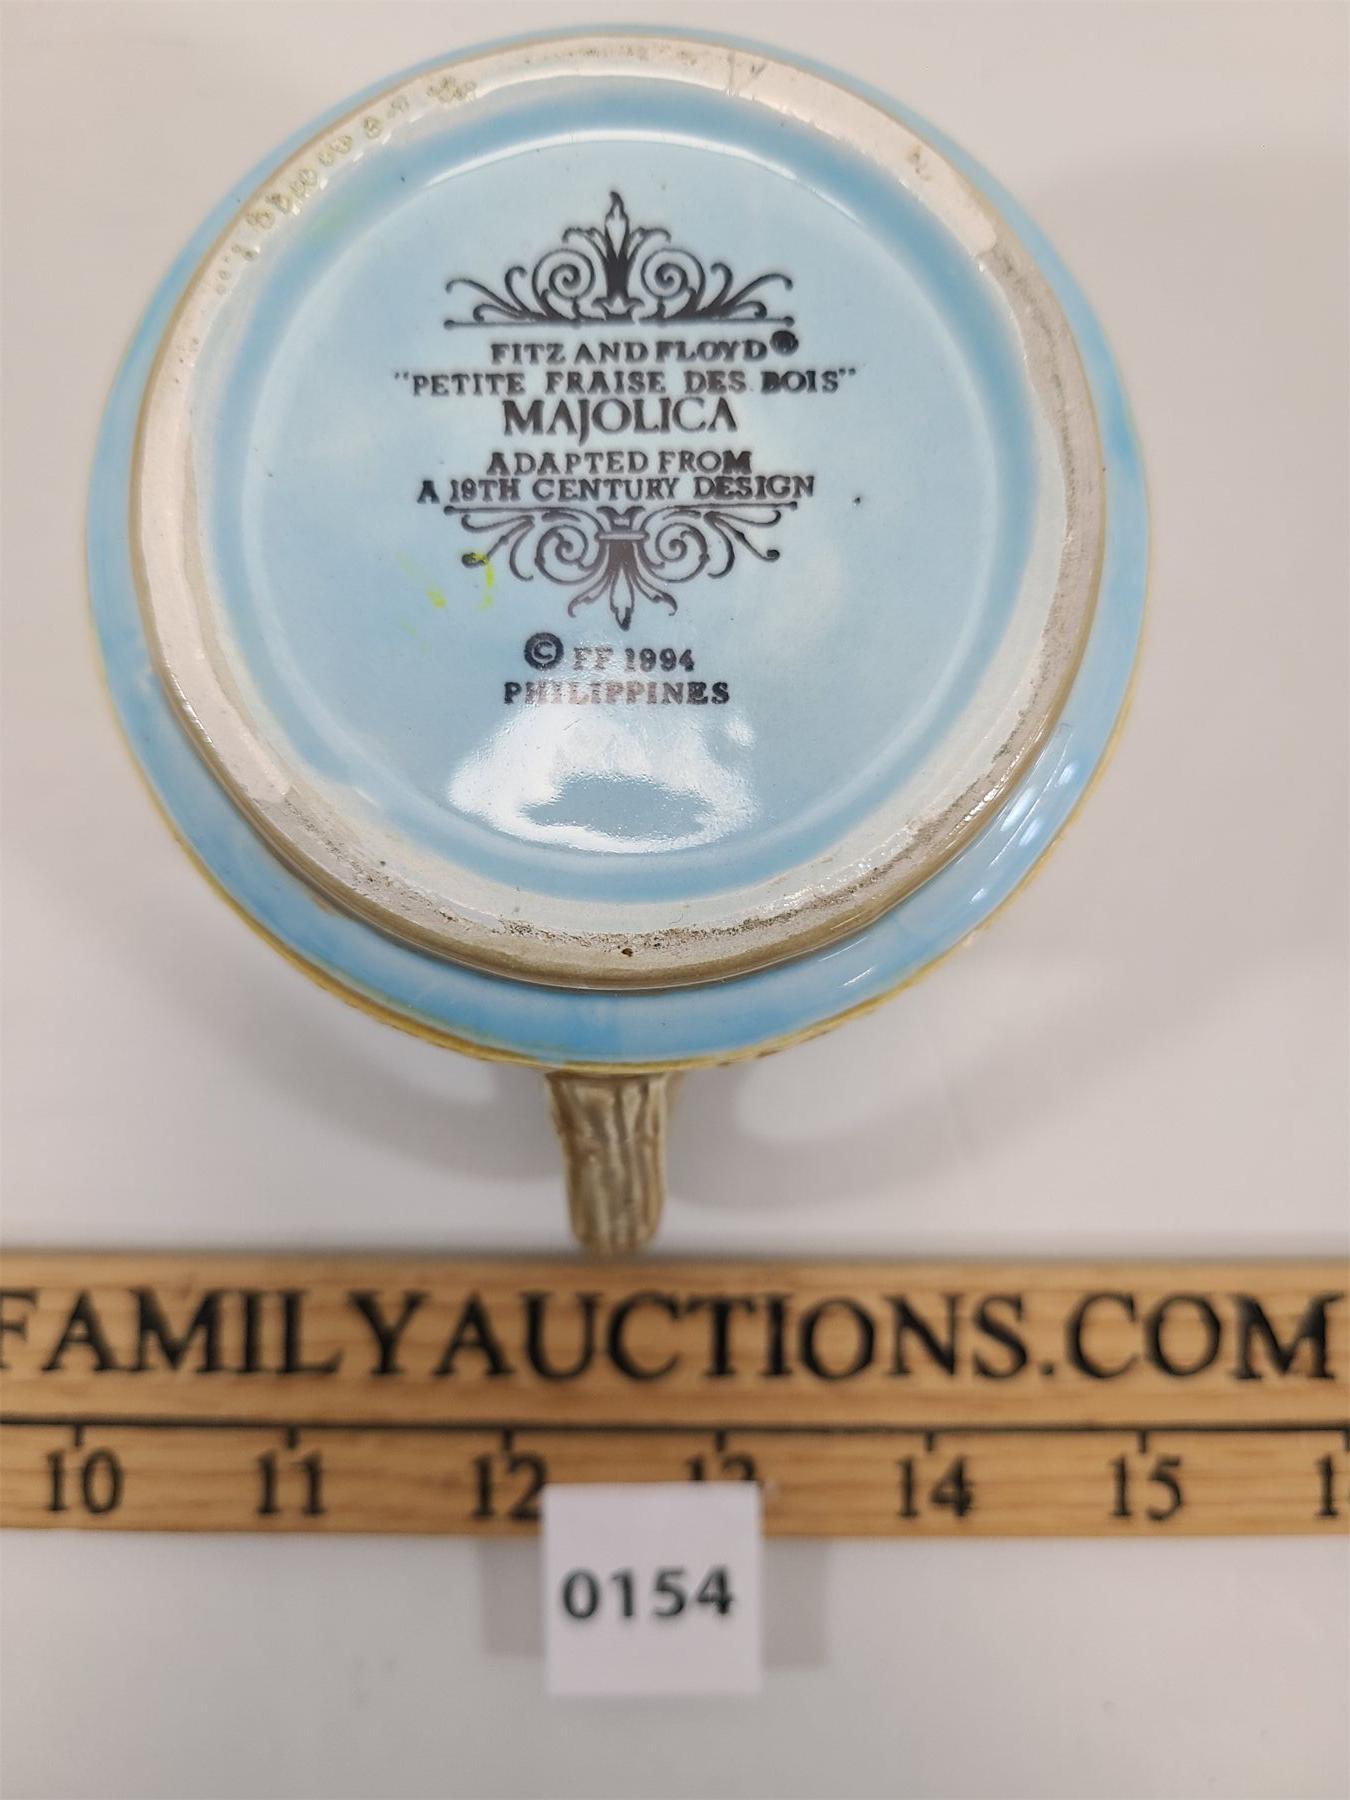 FITZ AND FLOYD®
"PETITE FRAISE DES BOIS"
MAJOLICA
ADAPTED FROM
A 19TH CENTURY DESIGN
© FF 1994
PHILIPPINES
FAMILYAUCTIONS.COM
10 11 12 13 14 15
0154